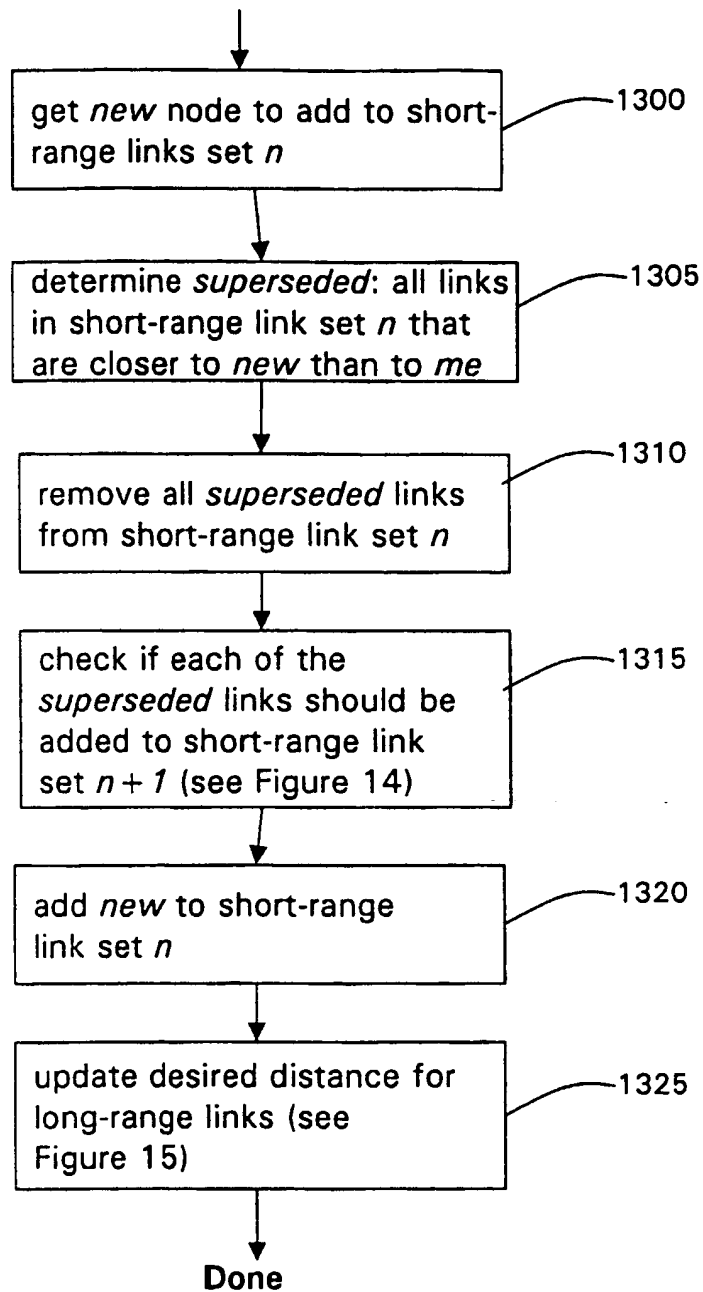 get new node to add to short-
1300
range links set n
determine superseded: all links
1305
in short-range link set n that
are closer to new than to me
remove all superseded links
1310
from short-range link set n
check if each of the
1315
superseded links should be
added to short-range link
set n+1 (see Figure 14)
add new to short-range
1320
link set n
update desired distance for
1325
long-range links (see
Figure 15)
Done